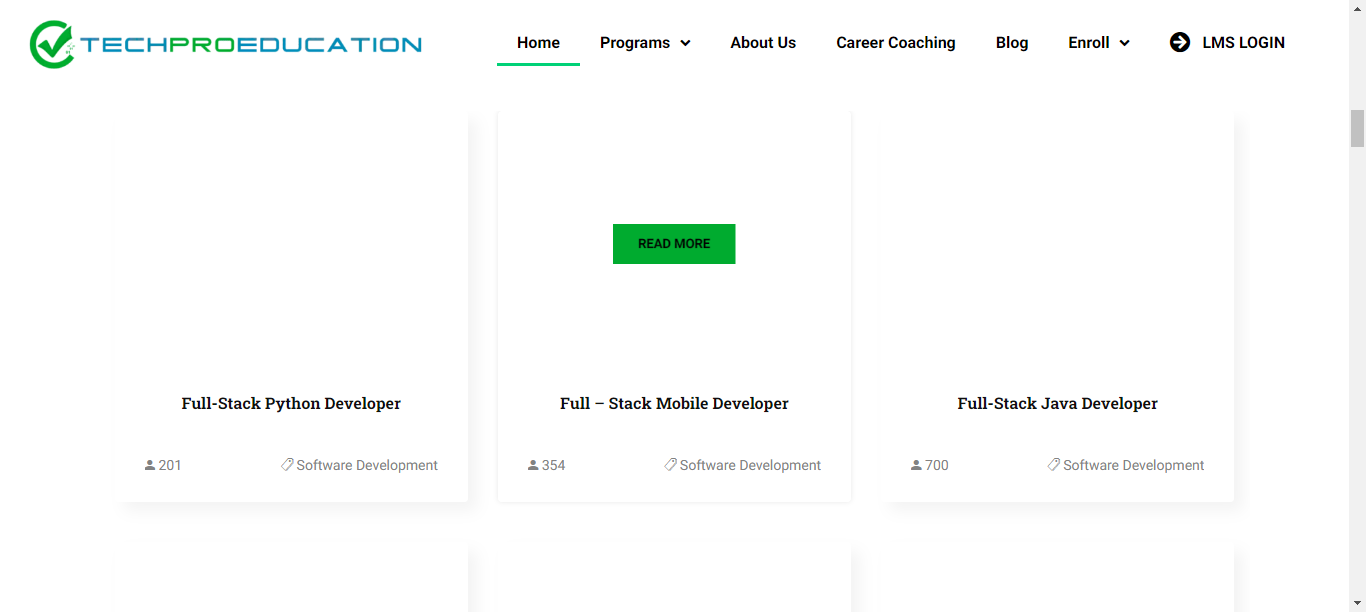 TECHPROEDUCATION
Home Programs About Us Career Coaching Blog Enroll LMS LOGIN
READ MORE
Full-Stack Python Developer
201 Software Development
Full – Stack Mobile Developer
354 Software Development
Full-Stack Java Developer
700 Software Development